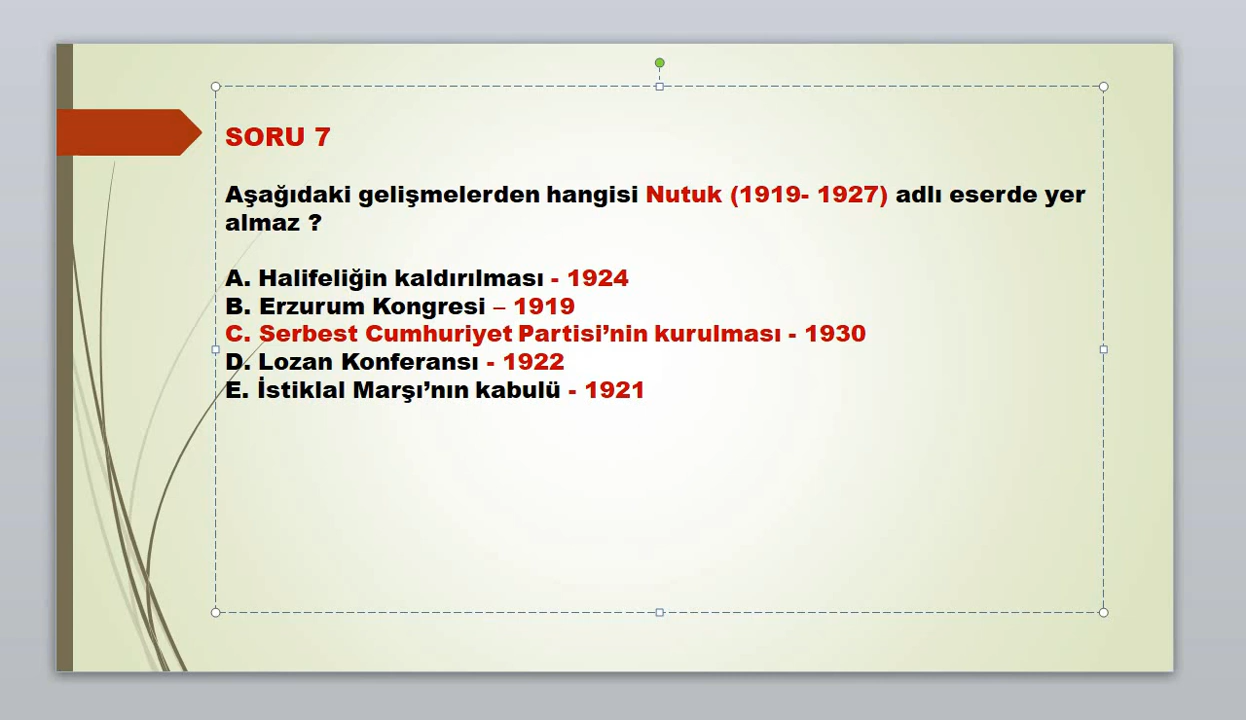 SORU 7
Aşağıdaki gelişmelerden hangisi Nutuk (1919- 1927) adlı eserde yer
almaz ?
A. Halifeliğin kaldırılması - 1924
B. Erzurum Kongresi – 1919
C. Serbest Cumhuriyet Partisi’nin kurulması - 1930
D. Lozan Konferansı - 1922
E. İstiklal Marşı’nın kabulü - 1921